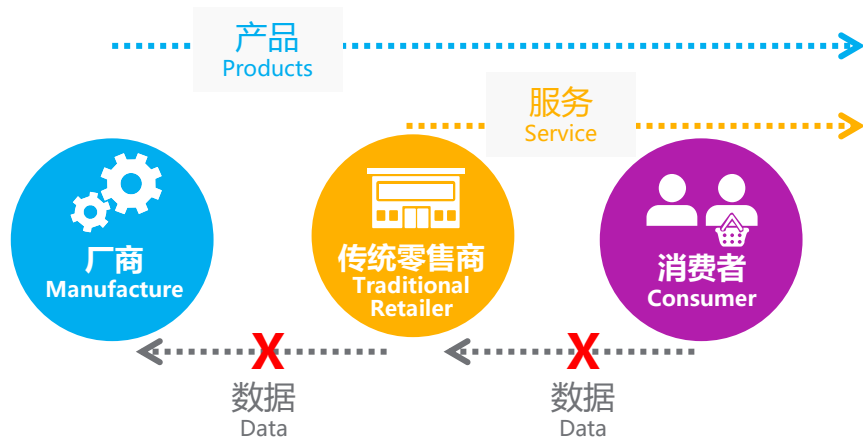 产品
Products
服务
Service
厂商
Manufacture
传统零售商
Traditional
Retailer
消费者
Consumer
X
X
数据
Data
数据
Data